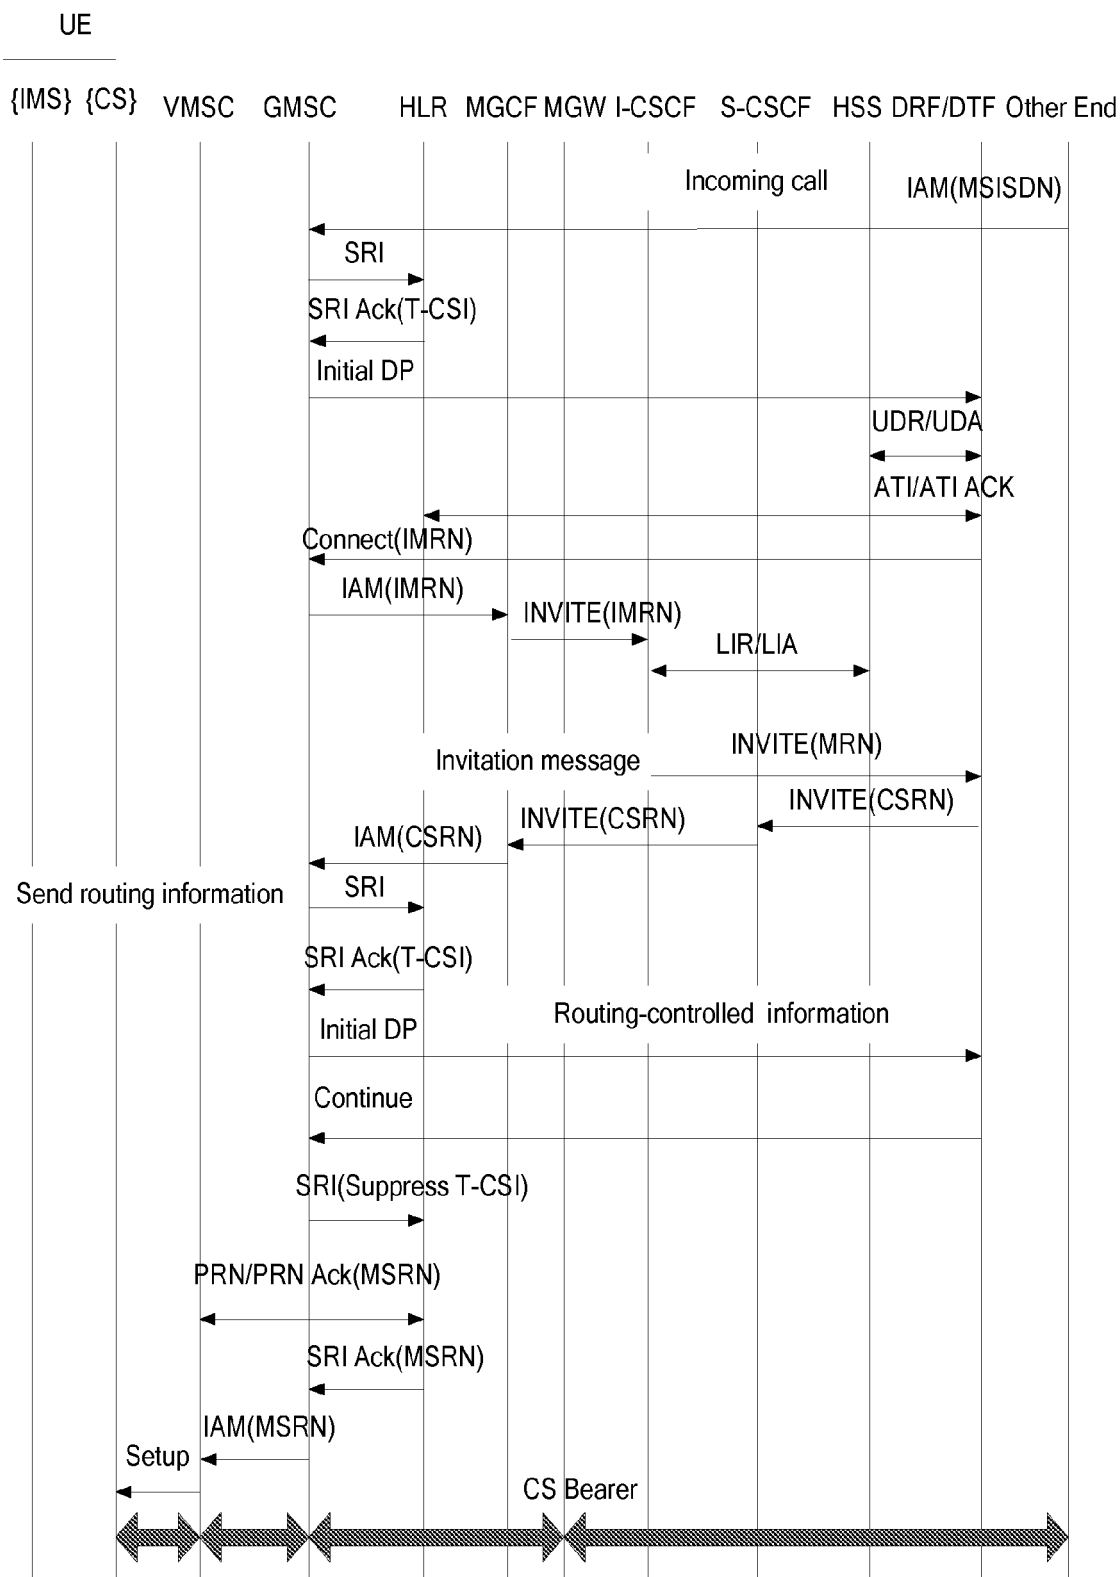 UE
{IMS} {CS} VMSC GMSC HLR MGCF MGW I-CSCF S-CSCF HSS DRF/DTF Other End
Incoming call
IAM(MSISDN)
SRI
SRI Ack(T-CSI)
Initial DP
UDR/UDA
ATI/ATI ACK
Connect(IMRN)
IAM(IMRN)
INVITE(IMRN)
LIR/LIA
INVITE(MRN)
Invitation message
INVITE(CSRN)
INVITE(CSRN)
IAM(CSRN)
Send routing information
SRI
SRI Ack(T-CSI)
Routing-controlled information
Initial DP
Continue
SRI(Suppress T-CSI)
PRN/PRN Ack(MSRN)
SRI Ack(MSRN)
IAM(MSRN)
Setup
CS Bearer